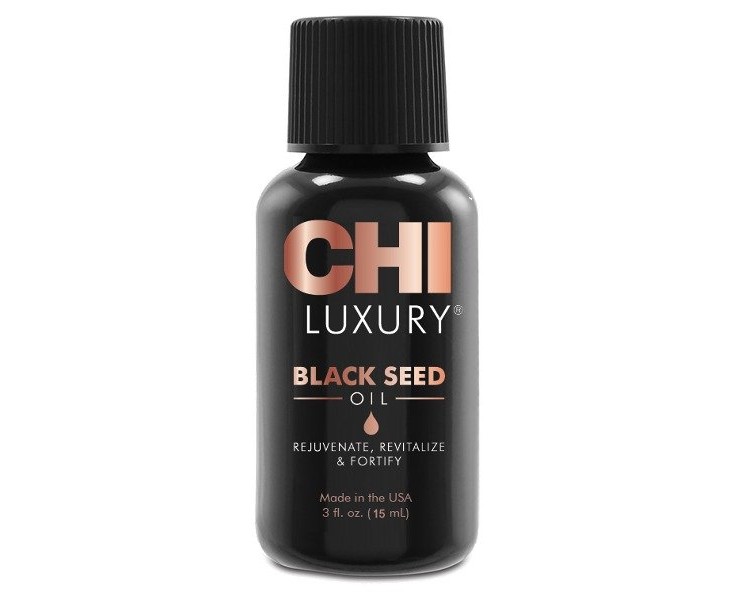 CHI
LUXURY®
BLACK SEED
OIL
REJUVENATE, REVITALIZE
& FORTIFY
Made in the USA
3 fl. oz. (15 mL)